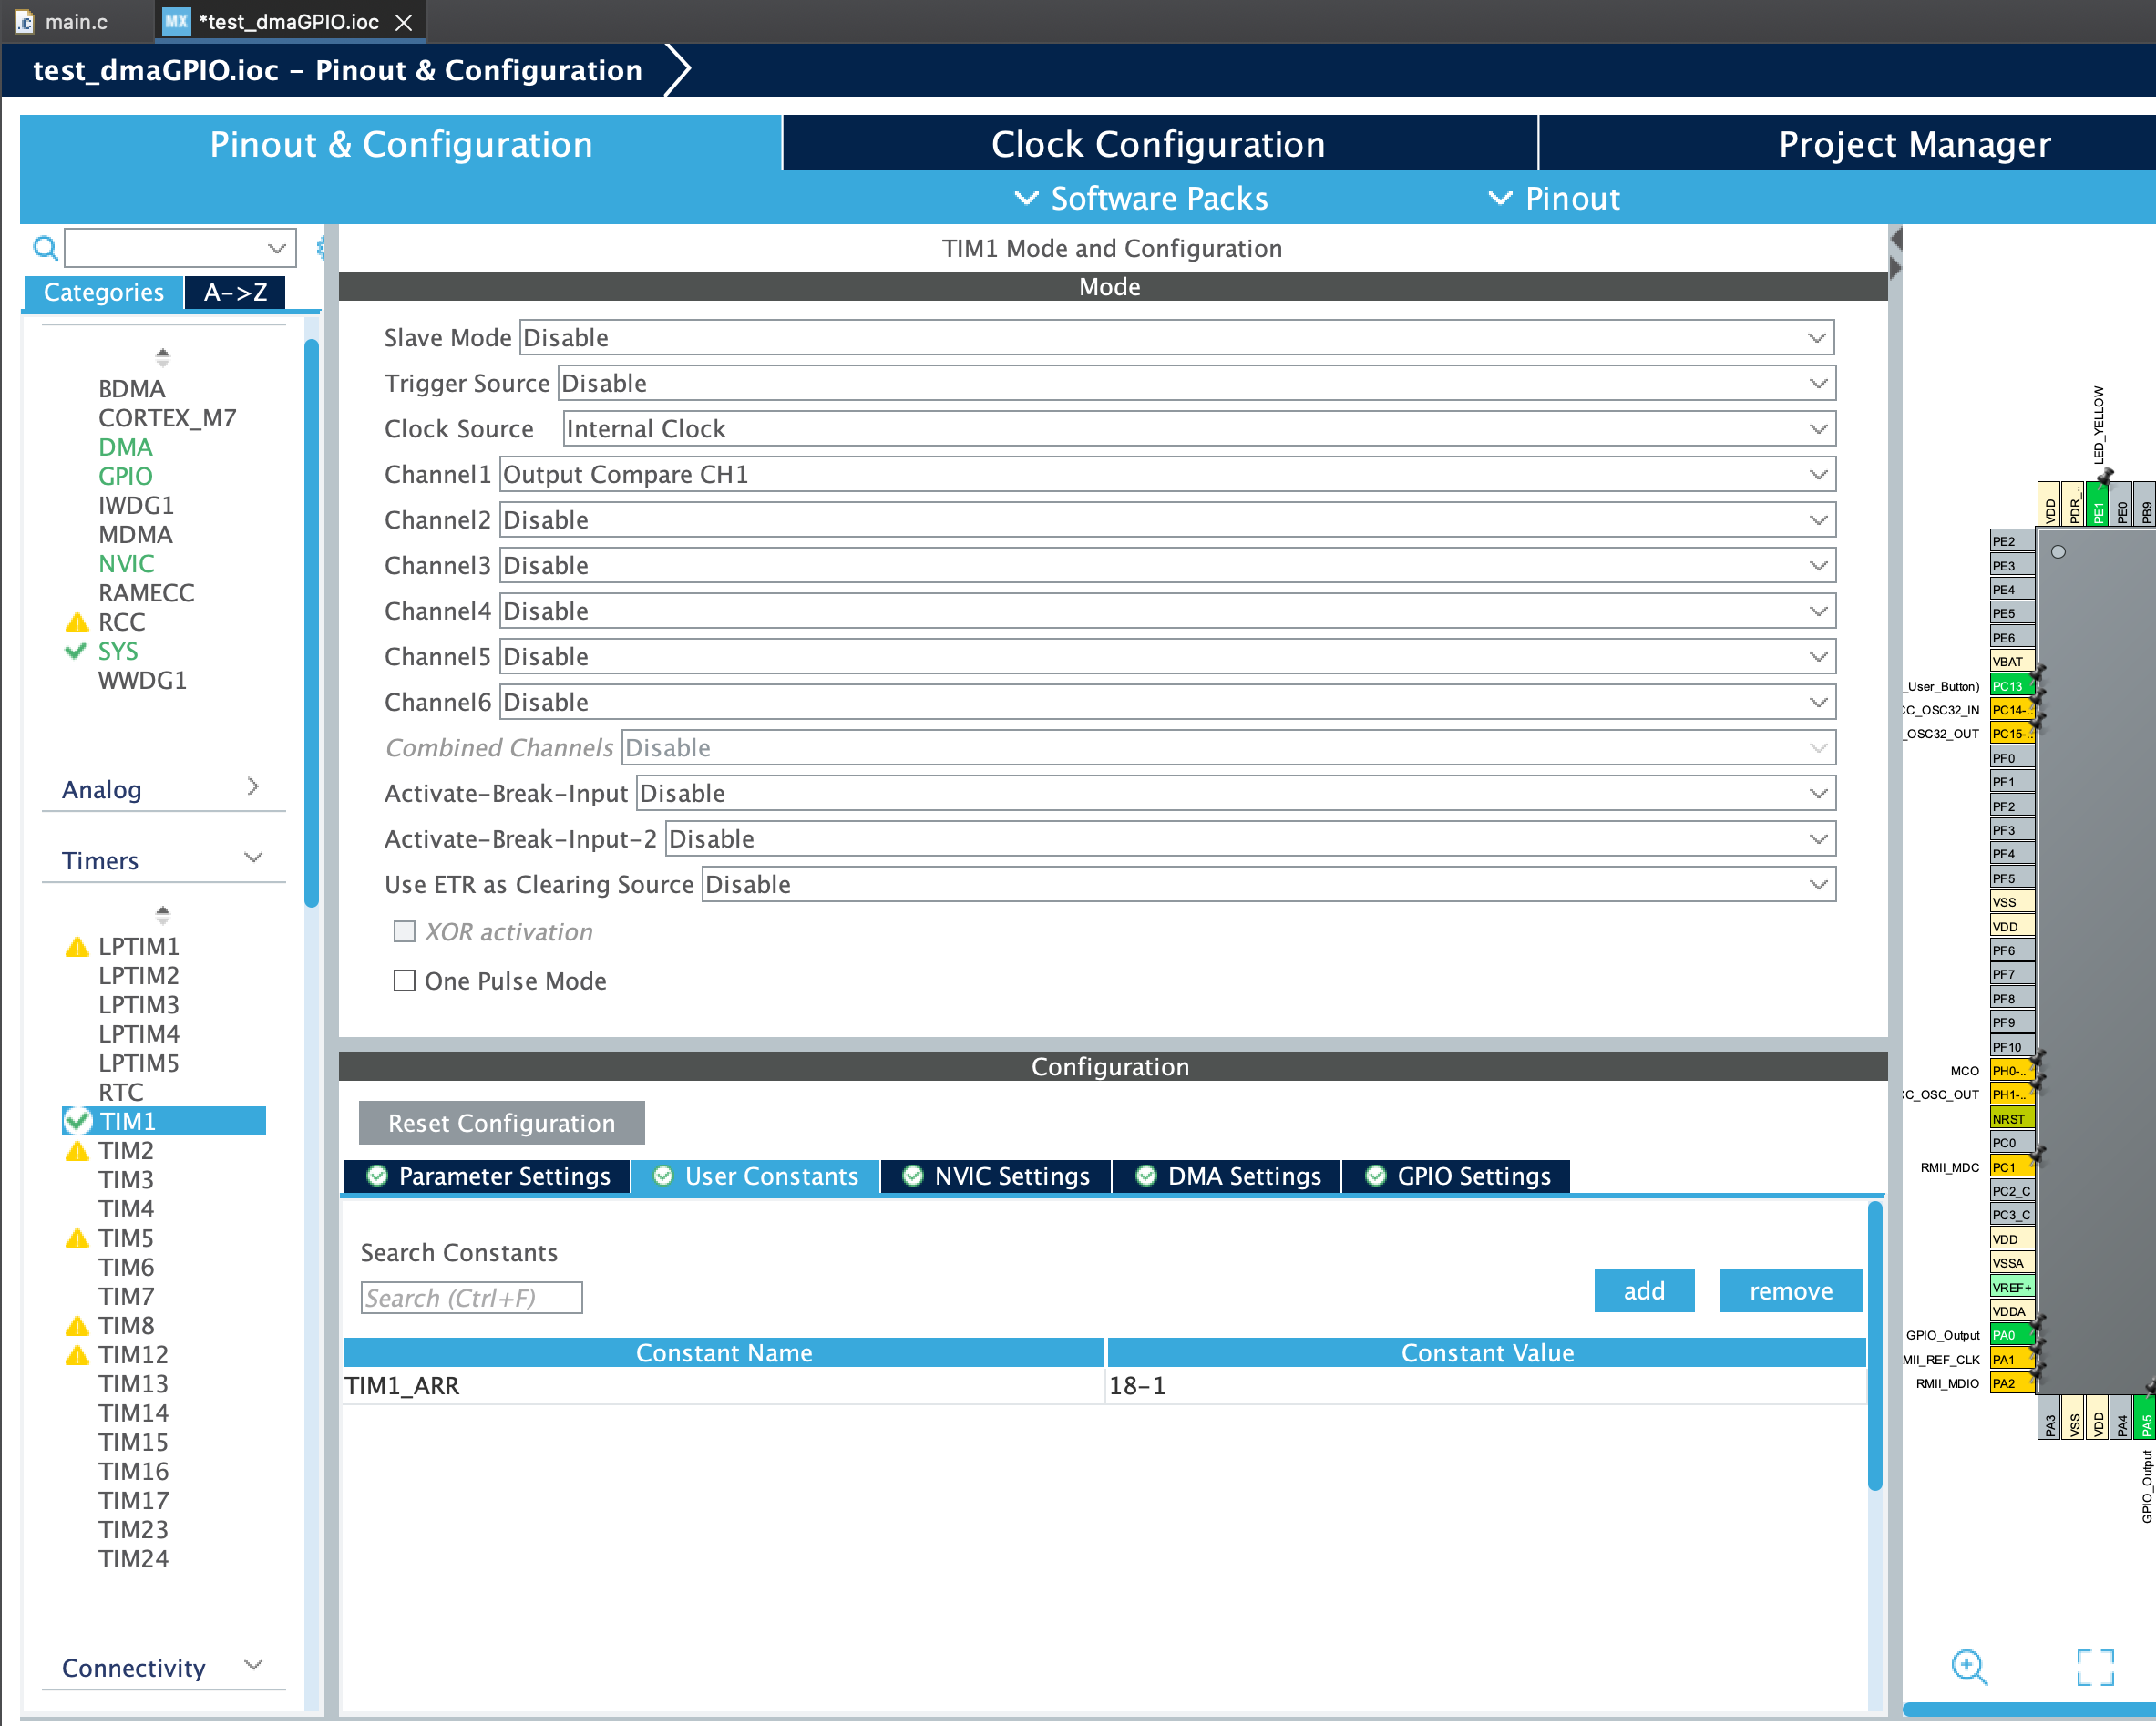 main.c
MX *test_dmaGPIO.ioc
test_dmaGPIO.ioc - Pinout & Configuration
Pinout & Configuration
Clock Configuration
Project Manager
Software Packs
Pinout
Categories
A->Z
BDMA
CORTEX_M7
DMA
GPIO
IWDG1
MDMA
NVIC
RAMECC
RCC
SYS
WWDG1
Analog
Timers
LPTIM1
LPTIM2
LPTIM3
LPTIM4
LPTIM5
RTC
TIM1
TIM2
TIM3
TIM4
TIM5
TIM6
TIM7
TIM8
TIM12
TIM13
TIM14
TIM15
TIM16
TIM17
TIM23
TIM24
Connectivity
TIM1 Mode and Configuration
Mode
Slave Mode Disable
Trigger Source Disable
Clock Source Internal Clock
Channel1 Output Compare CH1
Channel2 Disable
Channel3 Disable
Channel4 Disable
Channel5 Disable
Channel6 Disable
Combined Channels Disable
Activate-Break-Input Disable
Activate-Break-Input-2 Disable
Use ETR as Clearing Source Disable
XOR activation
One Pulse Mode
Configuration
Reset Configuration
Parameter Settings
User Constants
NVIC Settings
DMA Settings
GPIO Settings
Search Constants
Search (Ctrl+F)
add
remove
Constant Name
Constant Value
TIM1_ARR
18-1
LED_YELLOW
VDD
PDR_..
PE1
PE0
PB9
PE2
PE3
PE4
PE5
PE6
VBAT
_User_Button) PC13
CC_OSC32_IN PC14-..
_OSC32_OUT PC15-..
PF0
PF1
PF2
PF3
PF4
PF5
VSS
VDD
PF6
PF7
PF8
PF9
PF10
MCO PH0-..
CC_OSC_OUT PH1-..
NRST
PC0
RMII_MDC PC1
PC2_C
PC3_C
VDD
VSSA
VREF+
VDDA
GPIO_Output PA0
MII_REF_CLK PA1
RMII_MDIO PA2
PA3
VSS
VDD
PA4
PA5
GPIO_Output